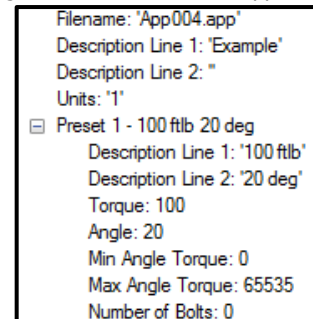 Filename: 'App004.app'
Description Line 1: 'Example'
Description Line 2: ''
Units: '1'
Preset 1 - 100 ftlb 20 deg
Description Line 1: '100 ftlb'
Description Line 2: '20 deg'
Torque: 100
Angle: 20
Min Angle Torque: 0
Max Angle Torque: 65535
Number of Bolts: 0